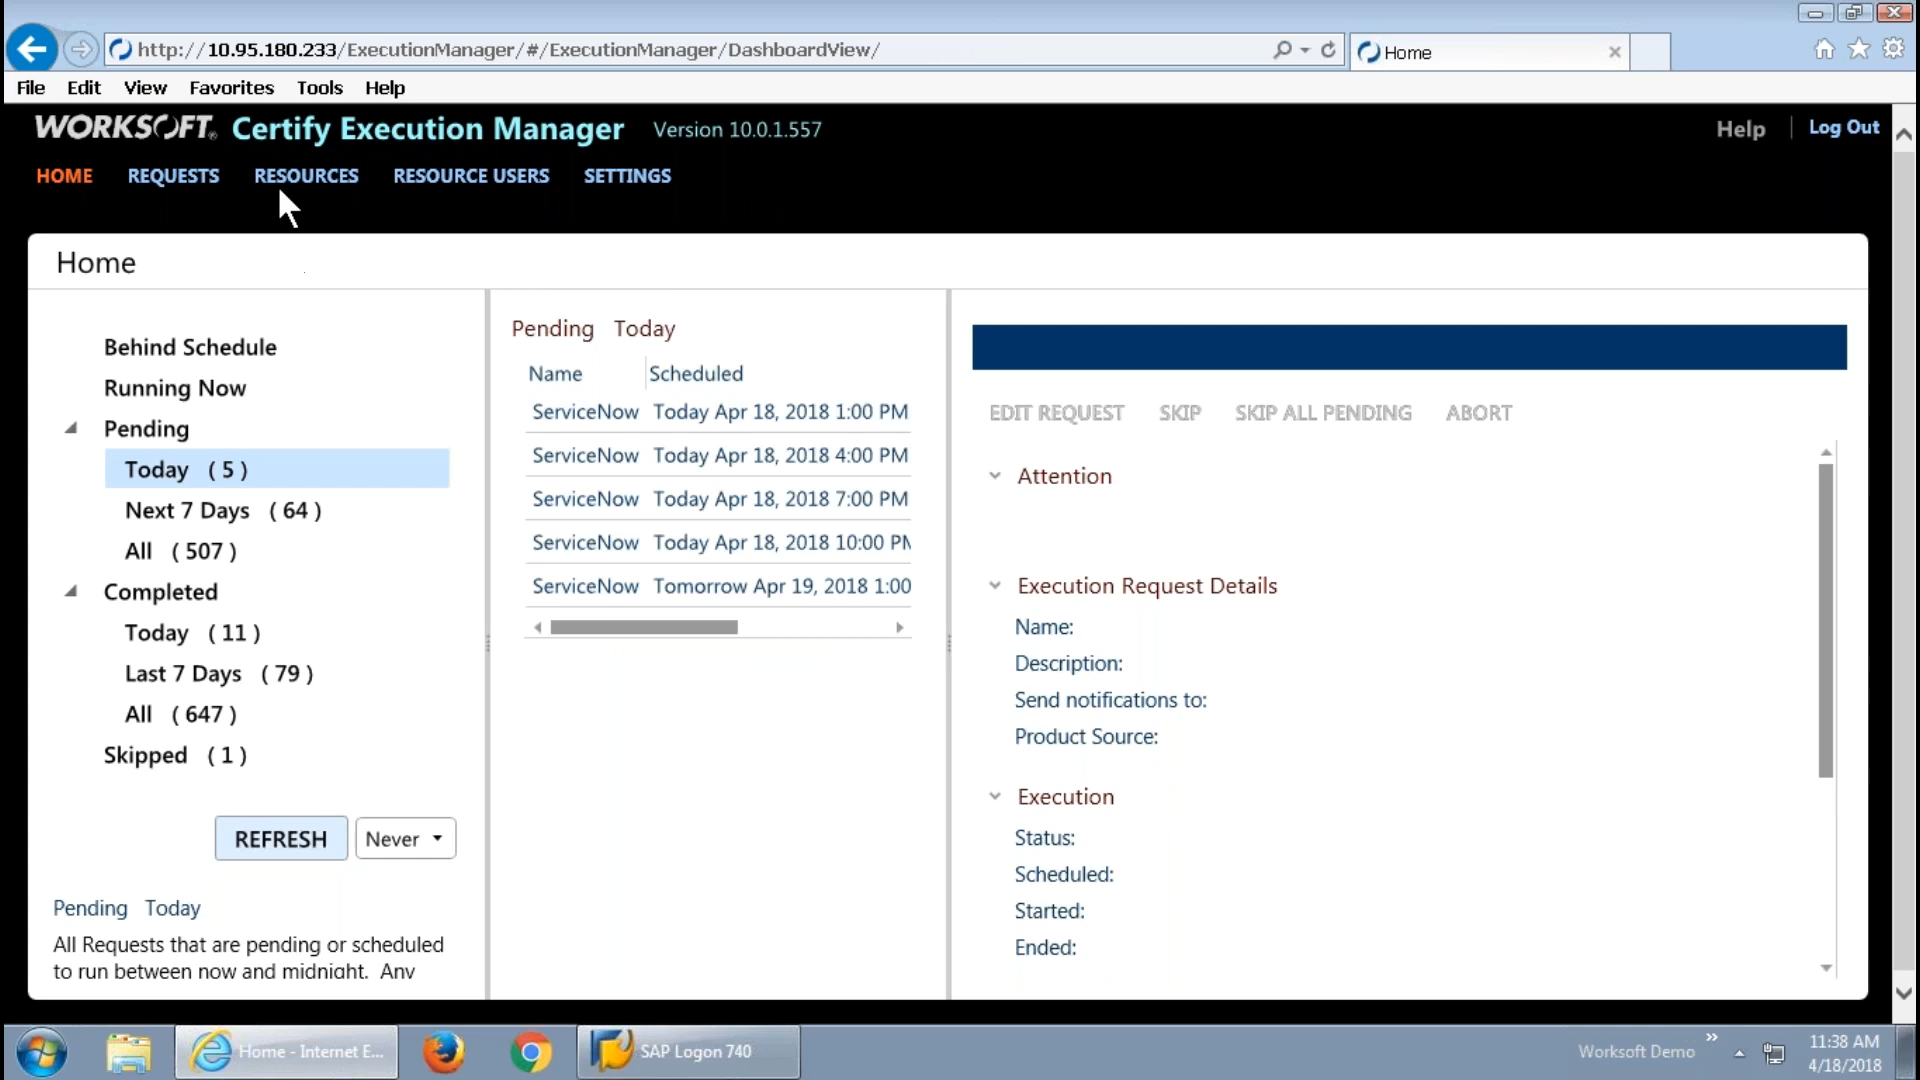 http://10.95.180.233/ExecutionManager/#/ExecutionManager/DashboardView/
Home
File Edit View Favorites Tools Help
WORKSOFT® Certify Execution Manager Version 10.0.1.557
Help Log Out
HOME REQUESTS RESOURCES RESOURCE USERS SETTINGS
Home
Behind Schedule
Running Now
Pending
Today ( 5 )
Next 7 Days ( 64 )
All ( 507 )
Completed
Today ( 11 )
Last 7 Days ( 79 )
All ( 647 )
Skipped ( 1 )
REFRESH Never
Pending Today
All Requests that are pending or scheduled
to run between now and midnight. Any
Pending Today
Name Scheduled
ServiceNow Today Apr 18, 2018 1:00 PM
ServiceNow Today Apr 18, 2018 4:00 PM
ServiceNow Today Apr 18, 2018 7:00 PM
ServiceNow Today Apr 18, 2018 10:00 PM
ServiceNow Tomorrow Apr 19, 2018 1:00
EDIT REQUEST SKIP SKIP ALL PENDING ABORT
Attention
Execution Request Details
Name:
Description:
Send notifications to:
Product Source:
Execution
Status:
Scheduled:
Started:
Ended:
Home - Internet E...
SAP Logon 740
Worksoft Demo
11:38 AM
4/18/2018